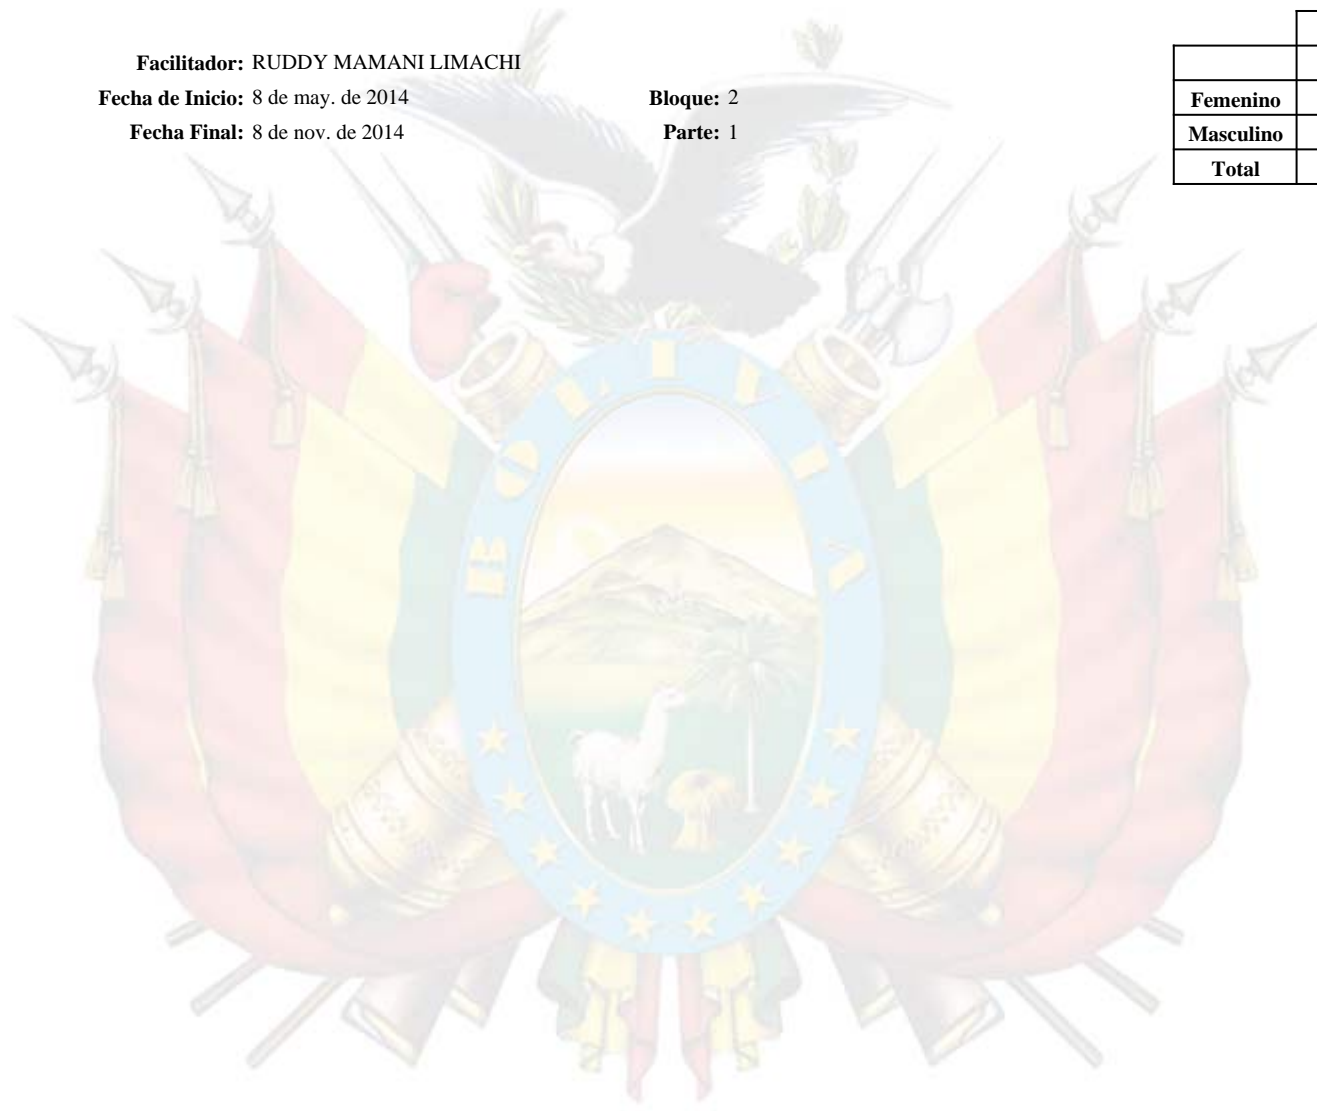 Facilitador: RUDDY MAMANI LIMACHI
Fecha de Inicio: 8 de may. de 2014
Bloque: 2
Fecha Final: 8 de nov. de 2014
Parte: 1
Femenino
Masculino
Total
BOLIVIA